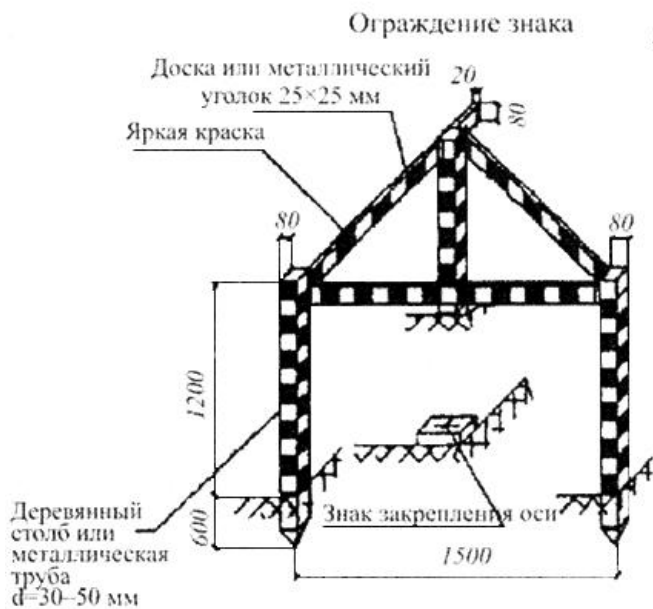 Ограждение знака
Доска или металлический
уголок 25×25 мм
20
80
Яркая краска
80
80
1200
600
Знак закрепления оси
Деревянный
столб или
металлическая
труба
d=30–50 мм
1500